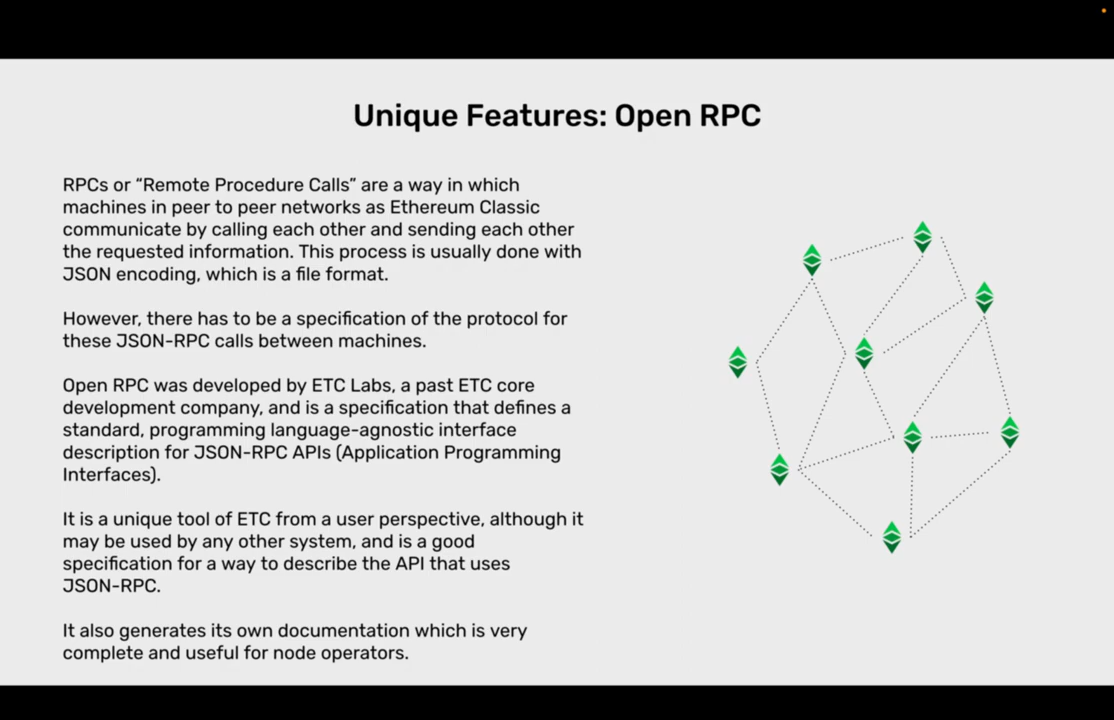 Unique Features: Open RPC
RPCs or “Remote Procedure Calls” are a way in which
machines in peer to peer networks as Ethereum Classic
communicate by calling each other and sending each other
the requested information. This process is usually done with
JSON encoding, which is a file format.
However, there has to be a specification of the protocol for
these JSON-RPC calls between machines.
Open RPC was developed by ETC Labs, a past ETC core
development company, and is a specification that defines a
standard, programming language-agnostic interface
description for JSON-RPC APIs (Application Programming
Interfaces).
It is a unique tool of ETC from a user perspective, although it
may be used by any other system, and is a good
specification for a way to describe the API that uses
JSON-RPC.
It also generates its own documentation which is very
complete and useful for node operators.